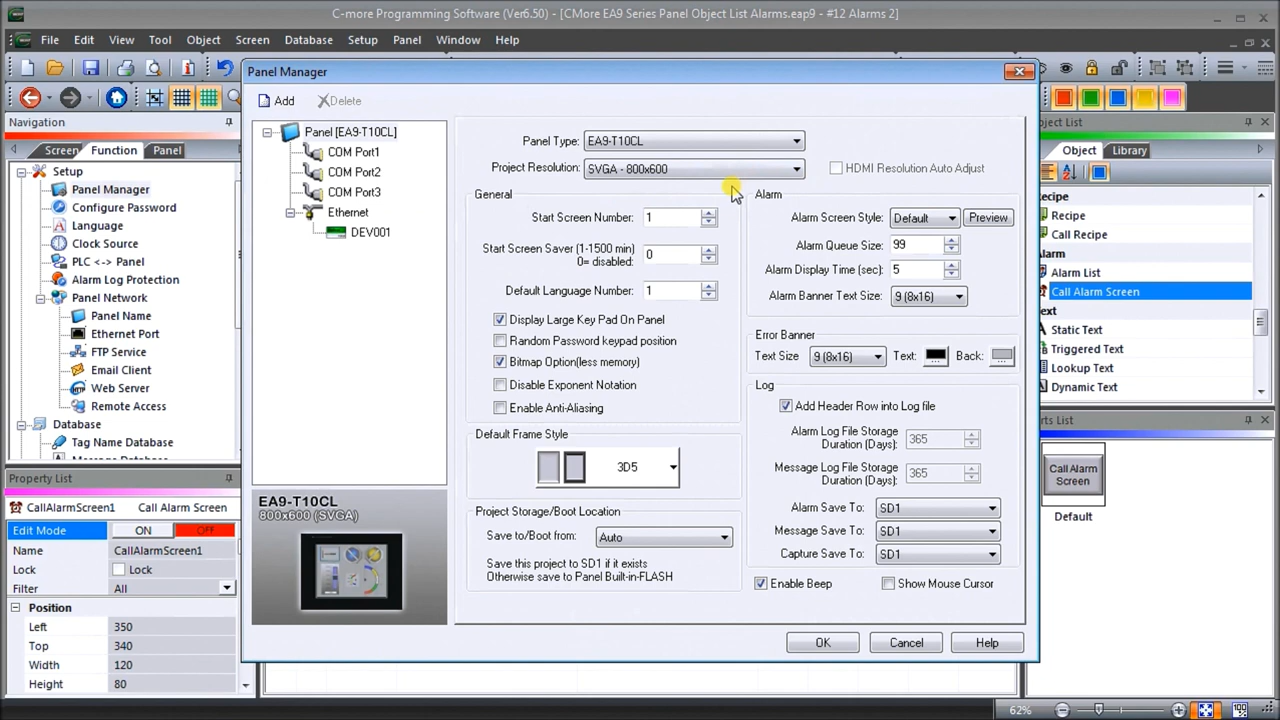 C-more Programming Software (Ver6.50) - [CMore EA9 Series Panel Object List Alarms.eap9 - #12 Alarms 2]
File Edit View Tool Object Screen Database Setup Panel Window Help
Navigation
Screen Function Panel
Setup
Panel Manager
Configure Password
Language
Clock Source
PLC <-> Panel
Alarm Log Protection
Panel Network
Panel Name
Ethernet Port
FTP Service
Email Client
Web Server
Remote Access
Database
Tag Name Database
Property List
CallAlarmScreen1 Call Alarm Screen
Edit Mode ON OFF
Name CallAlarmScreen1
Lock Lock
Filter All
Position
Left 350
Top 340
Width 120
Height 80
Panel Manager
Add Delete
Panel [EA9-T10CL]
COM Port1
COM Port2
COM Port3
Ethernet
DEV001
EA9-T10CL
800x600 (SVGA)
Panel Type: EA9-T10CL
Project Resolution: SVGA - 800x600 HDMI Resolution Auto Adjust
General
Start Screen Number: 1
Start Screen Saver (1-1500 min)
0= disabled: 0
Default Language Number: 1
Display Large Key Pad On Panel
Random Password keypad position
Bitmap Option(less memory)
Disable Exponent Notation
Enable Anti-Aliasing
Default Frame Style
3D5
Project Storage/Boot Location
Save to/Boot from: Auto
Save this project to SD1 if it exists
Otherwise save to Panel Built-in-FLASH
Alarm
Alarm Screen Style: Default Preview
Alarm Queue Size: 99
Alarm Display Time (sec): 5
Alarm Banner Text Size: 9 (8x16)
Error Banner
Text Size 9 (8x16) Text: Back:
Log
Add Header Row into Log file
Alarm Log File Storage
Duration (Days): 365
Message Log File Storage
Duration (Days): 365
Alarm Save To: SD1
Message Save To: SD1
Capture Save To: SD1
Enable Beep Show Mouse Cursor
OK Cancel Help
Object List
Object Library
Recipe
Recipe
Call Recipe
Alarm
Alarm List
Call Alarm Screen
Text
Static Text
Triggered Text
Lookup Text
Dynamic Text
rts List
Call Alarm
Screen
Default
62%